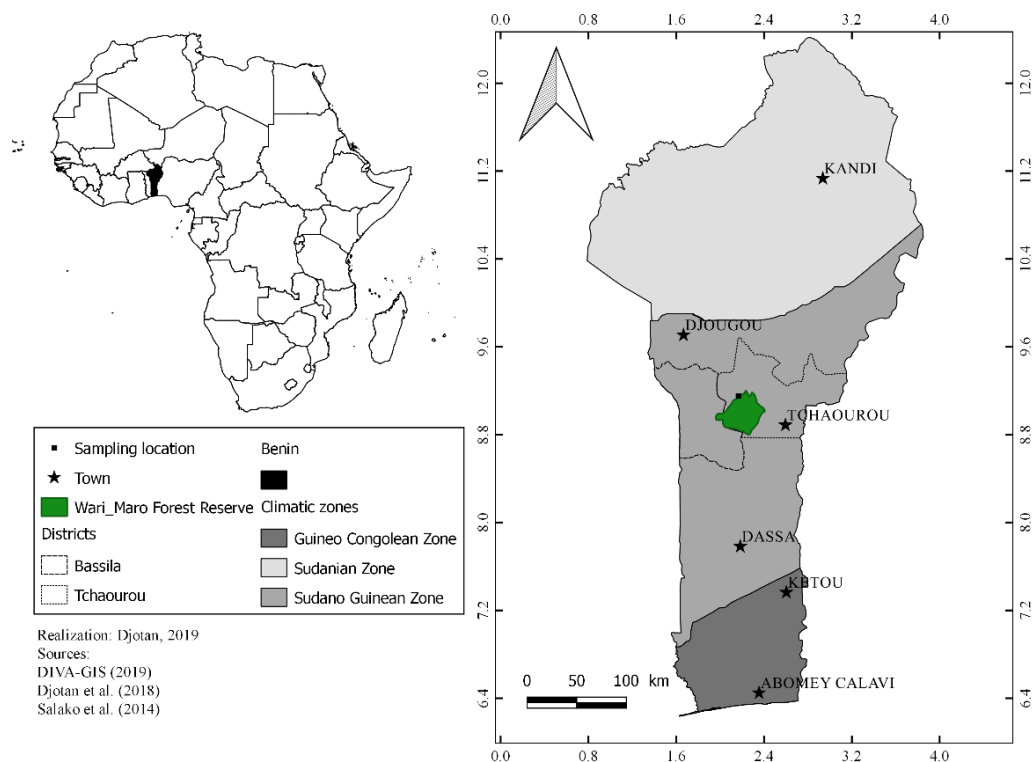 Sampling location
Town
Wari_Maro Forest Reserve
Districts
Bassila
Tchaourou
Benin
Climatic zones
Guineo Congolean Zone
Sudanian Zone
Sudano Guinean Zone
Realization: Djotan, 2019
Sources:
DIVA-GIS (2019)
Djotan et al. (2018)
Salako et al. (2014)
0.0 0.8 1.6 2.4 3.2 4.0
12.0 12.0
11.2 11.2
10.4 10.4
9.6 9.6
8.8 8.8
8.0 8.0
7.2 7.2
6.4 6.4
KANDI
DJOUGOU
TCHAOUROU
DASSA
KETOU
ABOMEY CALAVI
0 50 100 km
0.0 0.8 1.6 2.4 3.2 4.0